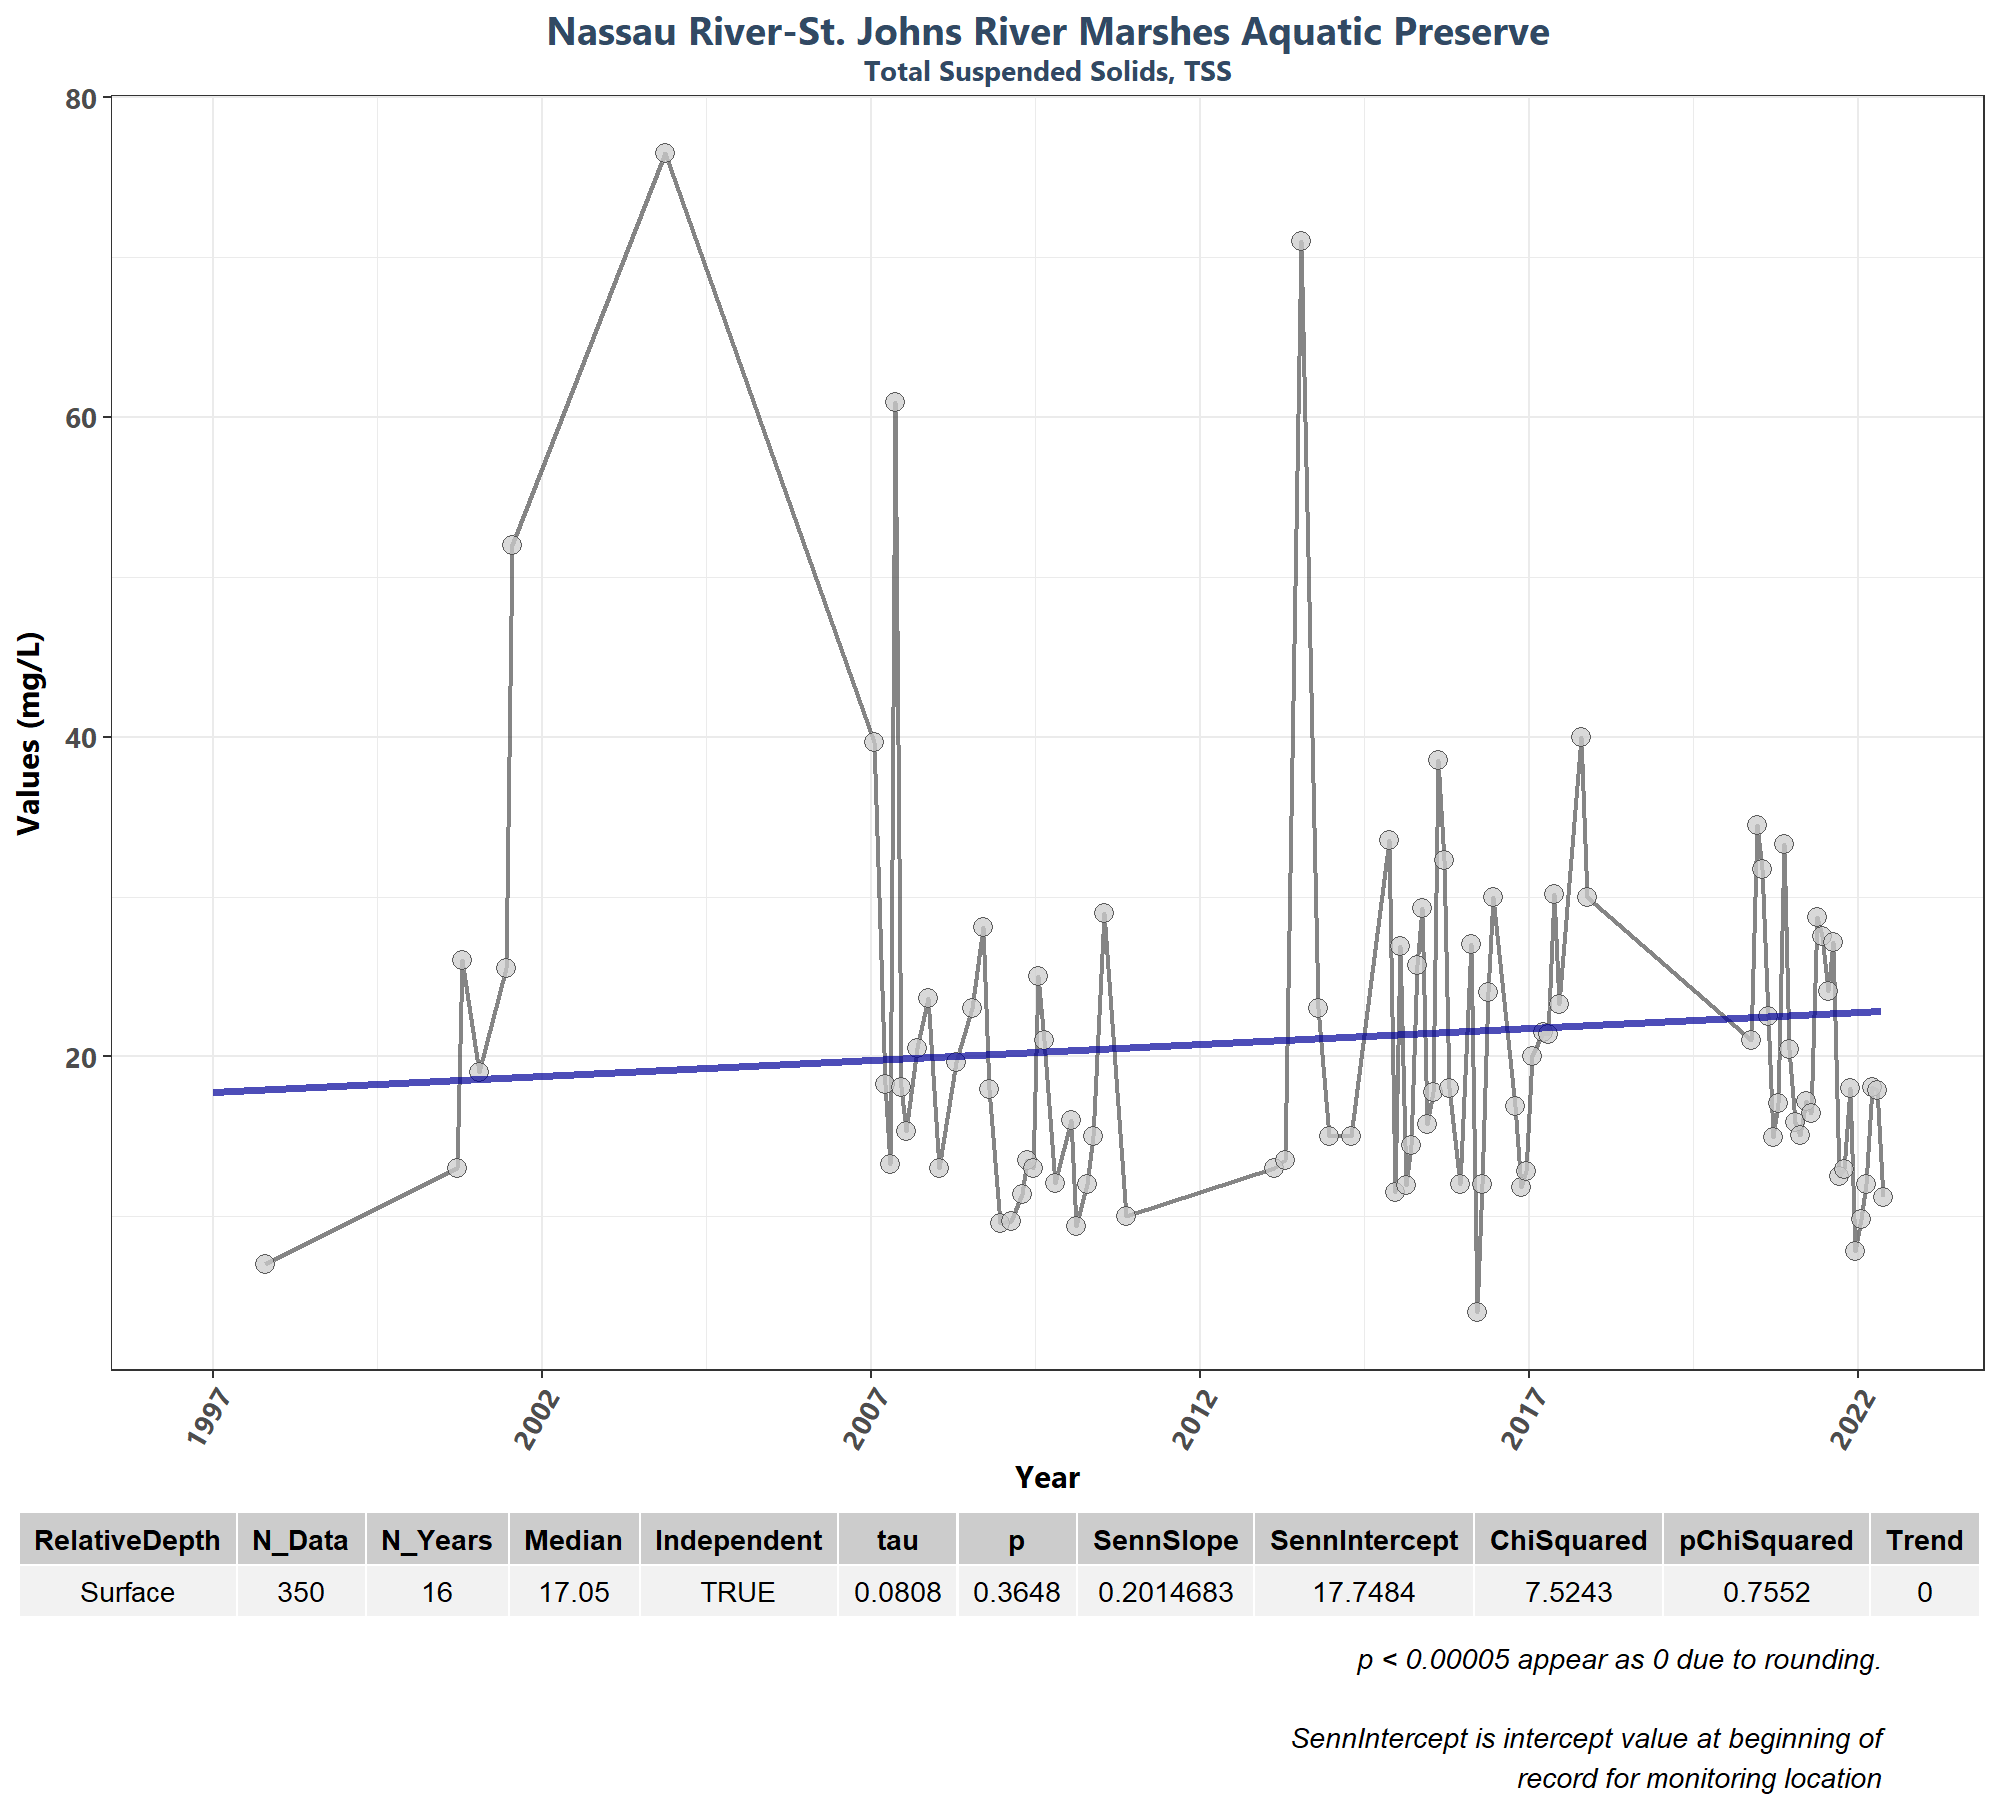 Nassau River-St. Johns River Marshes Aquatic Preserve
Total Suspended Solids, TSS
80
60
40
20
Values (mg/L)
1997 2002 2007 2012 2017 2022
Year
RelativeDepth N_Data N_Years Median Independent tau p SennSlope SennIntercept ChiSquared pChiSquared Trend
Surface 350 16 17.05 TRUE 0.0808 0.3648 0.2014683 17.7484 7.5243 0.7552 0
p < 0.00005 appear as 0 due to rounding.
SennIntercept is intercept value at beginning of
record for monitoring location